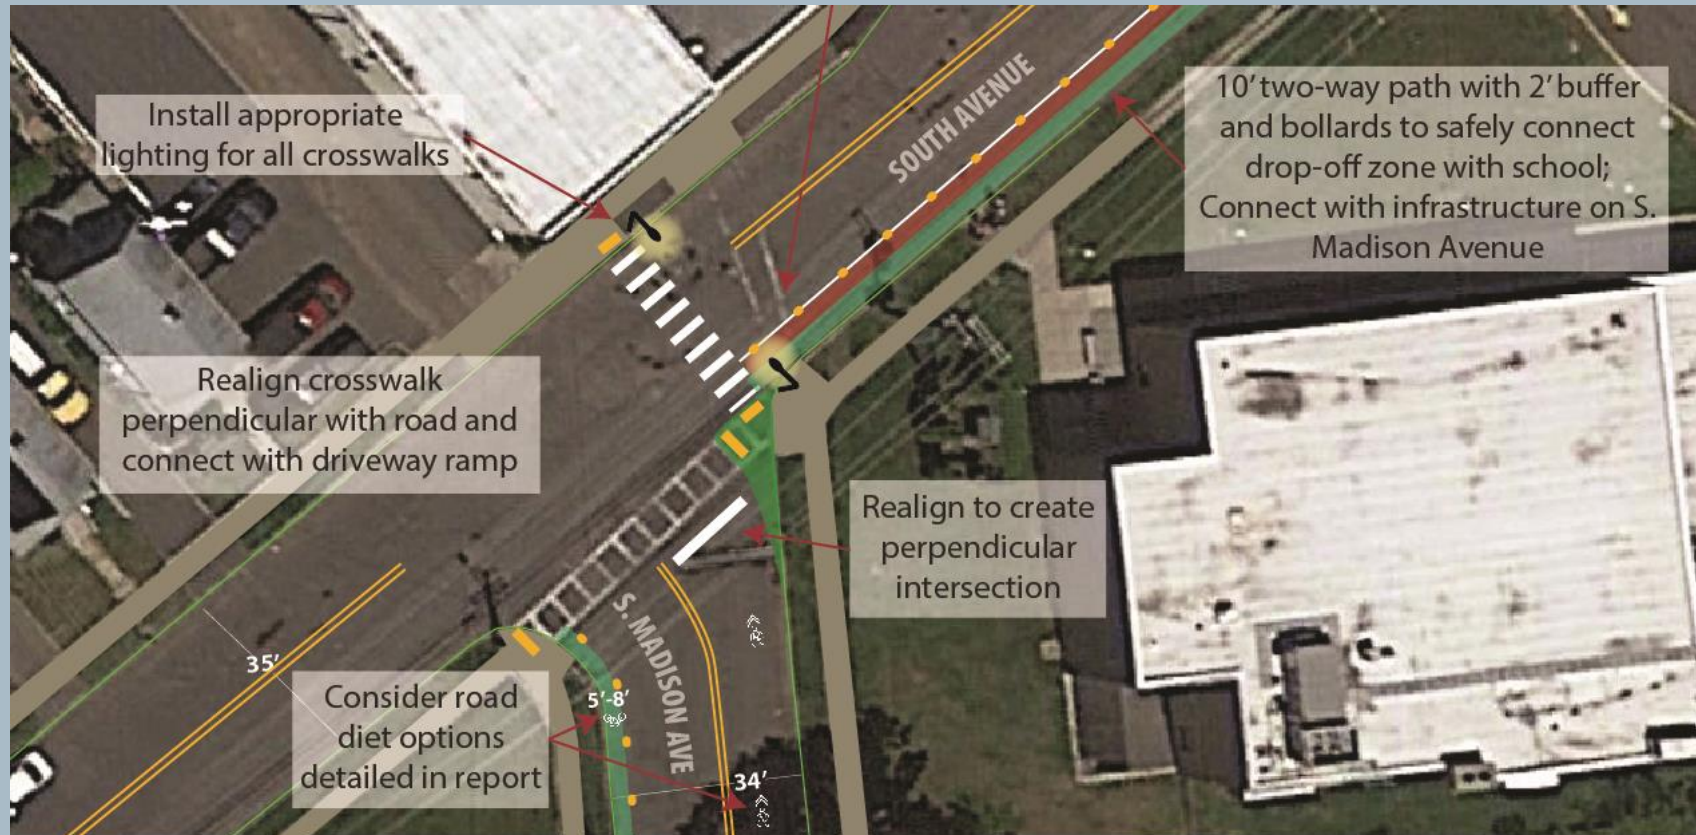 Install appropriate
lighting for all crosswalks
SOUTH AVENUE
10' two-way path with 2' buffer
and bollards to safely connect
drop-off zone with school;
Connect with infrastructure on S.
Madison Avenue
Realign crosswalk
perpendicular with road and
connect with driveway ramp
Realign to create
perpendicular
intersection
S. MADISON AVE
35'
Consider road
diet options
detailed in report
5'-8'
34'